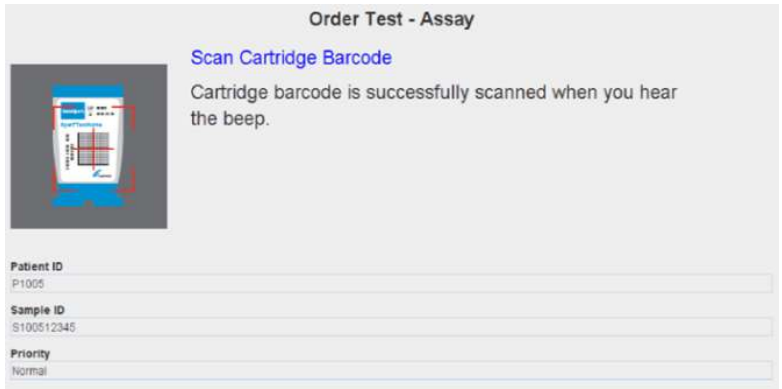 Order Test - Assay
Scan Cartridge Barcode
Cartridge barcode is successfully scanned when you hear
the beep.
Patient ID
P1005
Sample ID
S100512345
Priority
Normal